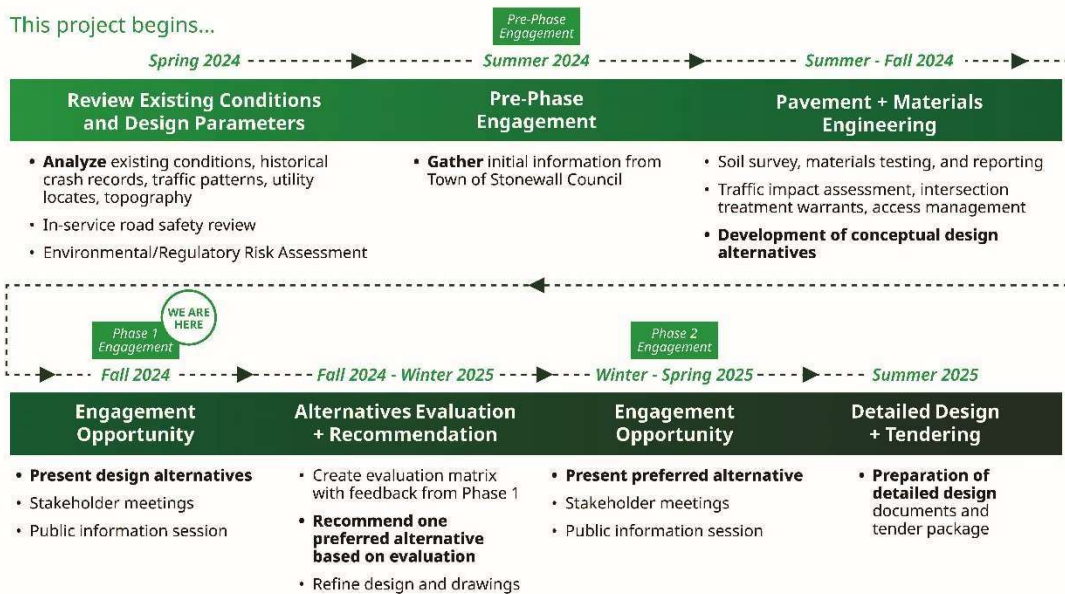 This project begins...
Pre-Phase
Engagement
Spring 2024
Summer 2024
Summer - Fall 2024
Review Existing Conditions
and Design Parameters
Pre-Phase
Engagement
Pavement + Materials
Engineering
• Analyze existing conditions, historical
crash records, traffic patterns, utility
locates, topography
• In-service road safety review
• Environmental/Regulatory Risk Assessment
• Gather initial information from
Town of Stonewall Council
• Soil survey, materials testing, and reporting
• Traffic impact assessment, intersection
treatment warrants, access management
• Development of conceptual design
alternatives
WE ARE
HERE
Phase 1
Engagement
Phase 2
Engagement
Fall 2024
Fall 2024 - Winter 2025
Winter - Spring 2025
Summer 2025
Engagement
Opportunity
Alternatives Evaluation
+ Recommendation
Engagement
Opportunity
Detailed Design
+ Tendering
• Present design alternatives
• Stakeholder meetings
• Public information session
• Create evaluation matrix
with feedback from Phase 1
• Recommend one
preferred alternative
based on evaluation
• Refine design and drawings
• Present preferred alternative
• Stakeholder meetings
• Public information session
• Preparation of
detailed design
documents and
tender package